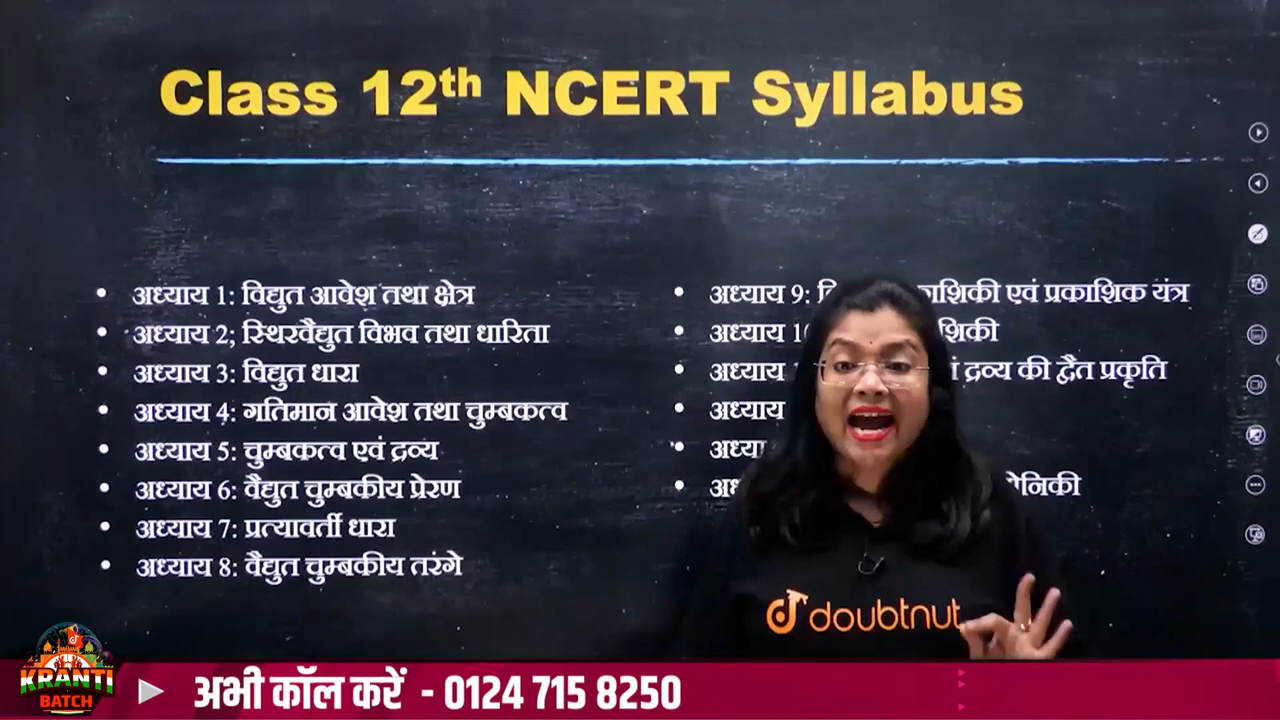 Class 12th NCERT Syllabus
• अध्याय 1: विद्युत आवेश तथा क्षेत्र
• अध्याय 2; स्थिरवैद्युत विभव तथा धारिता
• अध्याय 3: विद्युत धारा
• अध्याय 4: गतिमान आवेश तथा चुम्बकत्व
• अध्याय 5: चुम्बकत्व एवं द्रव्य
• अध्याय 6: वैद्युत चुम्बकीय प्रेरण
• अध्याय 7: प्रत्यावर्ती धारा
• अध्याय 8: वैद्युत चुम्बकीय तरंगे
• अध्याय 9: एवं प्रकाशिक यंत्र
• अध्याय
• अध्याय द्रव्य की द्वैत प्रकृति
• अध्याय
doubtnut
KRANTI
BATCH
अभी कॉल करें - 0124 715 8250